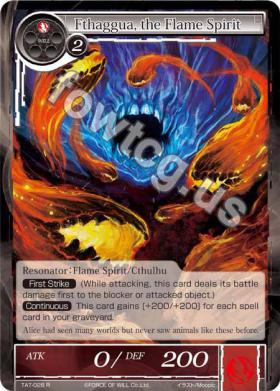 Fthaggua, the Flame Spirit
2
fowtcg.us
Resonator: Flame Spirit/Cthulhu
First Strike (While attacking, this card deals its battle
damage first to the blocker or attacked object.)
Continuous This card gains [+200/+200] for each spell
card in your graveyard.
Alice had seen many worlds but never saw animals like these before.
ATK 0/ DEF 200
TAT-028 R ©FORCE OF WILL Co.Ltd.